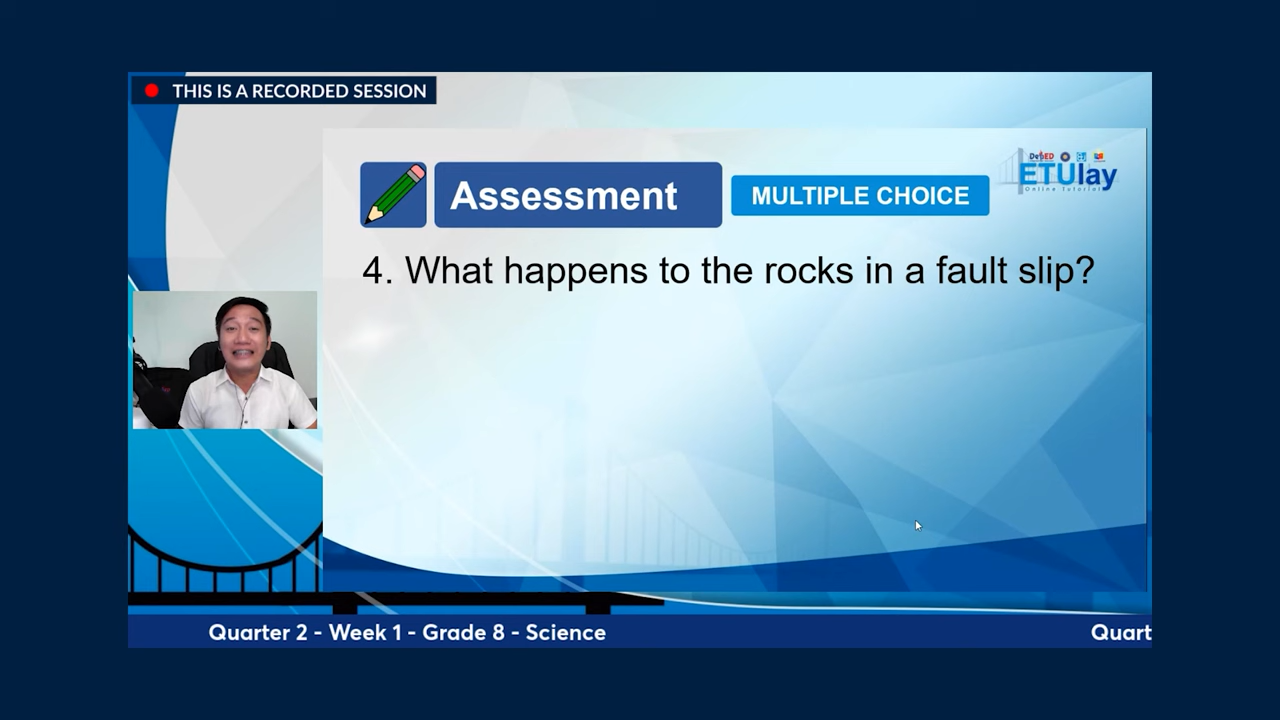 THIS IS A RECORDED SESSION
Assessment
MULTIPLE CHOICE
DepED
ETUlay
Online Tutorial
4. What happens to the rocks in a fault slip?
Quarter 2 - Week 1 - Grade 8 - Science
Quart